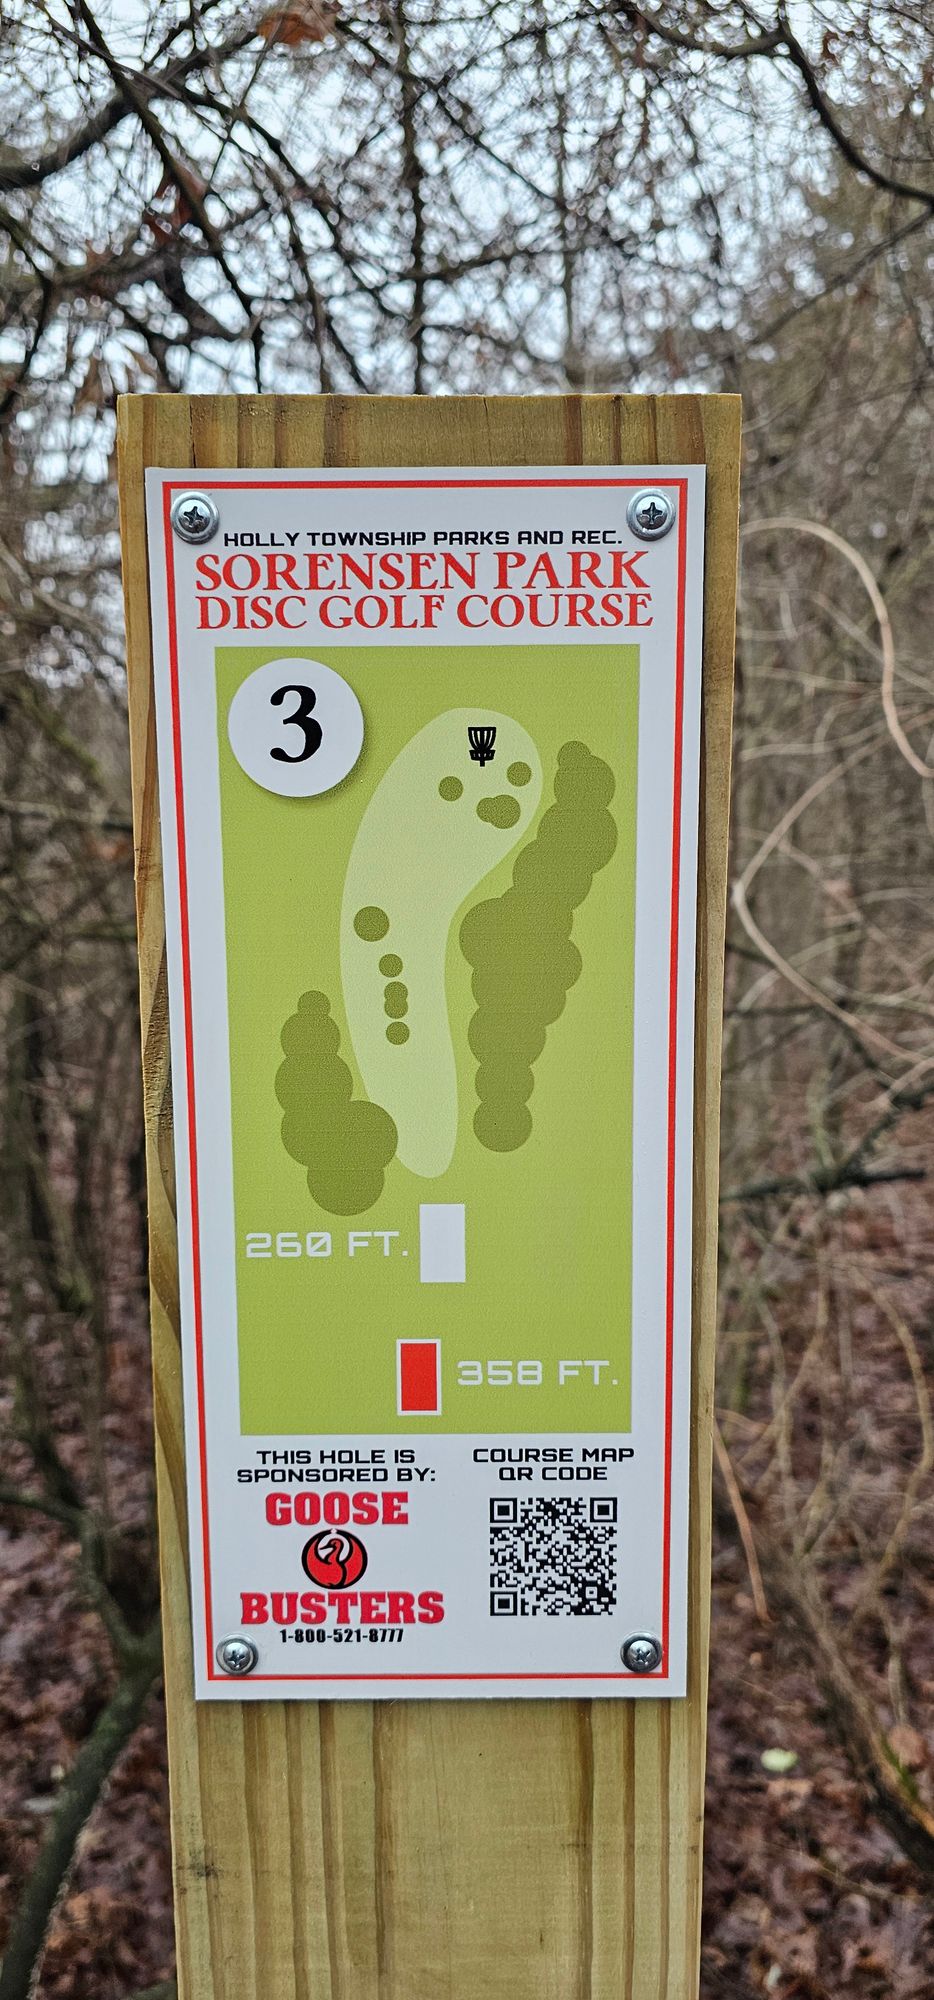 HOLLY TOWNSHIP PARKS AND REC.
SORENSEN PARK
DISC GOLF COURSE
3
260 FT.
358 FT.
THIS HOLE IS
SPONSORED BY:
GOOSE
BUSTERS
1-800-521-8777
COURSE MAP
QR CODE